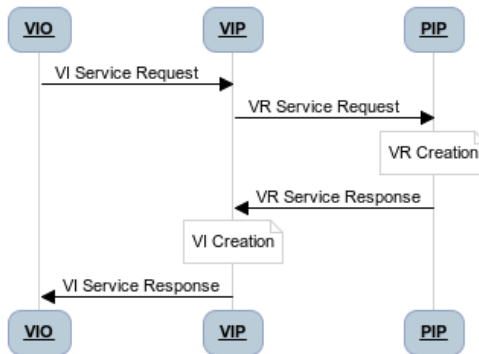 VIO VIP PIP
VI Service Request
VR Service Request
VR Creation
VR Service Response
VI Creation
VI Service Response
VIO VIP PIP